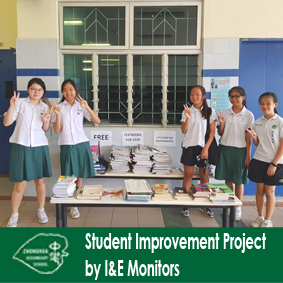 FREE
TEXTBOOKS
FOR 2018
ZHENGHUA
SECONDARY
SCHOOL
Student Improvement Project
by I&E Monitors